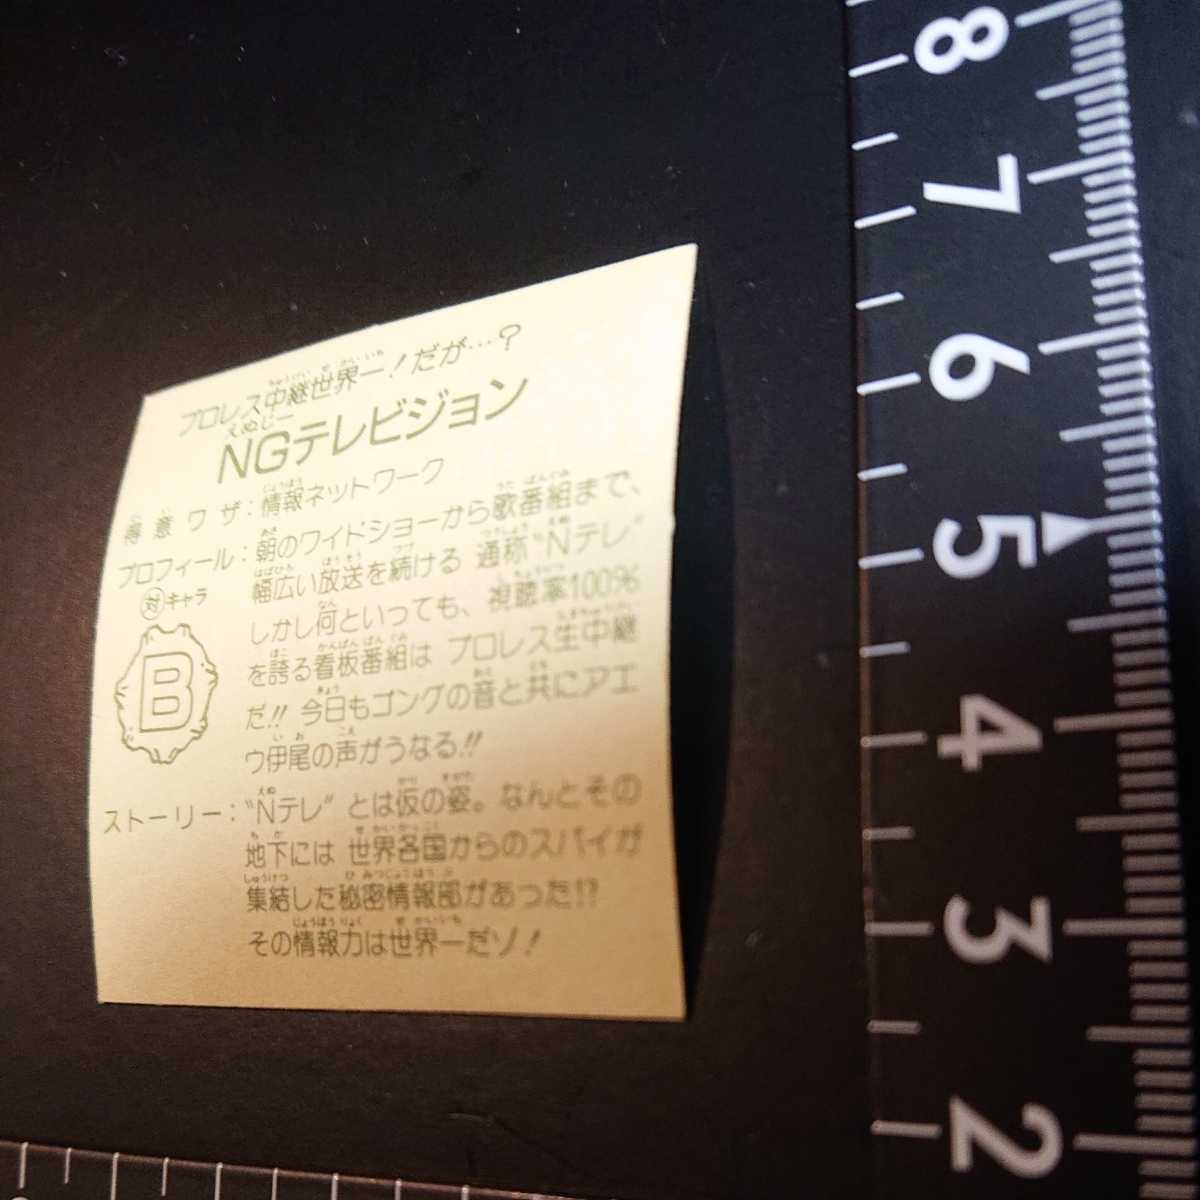 プロレス中継世界一！だが…？
NGテレビジョン
得意ワザ：情報ネットワーク
プロフィール：朝のワイドショーから歌番組まで、
幅広い放送を続ける 通称“Nテレ”
しかし何といっても、視聴率100%
を誇る看板番組は プロレス生中継
だ!! 今日もゴングの音と共にアエ
ウ伊尾の声がうなる!!
対キャラ
B
ストーリー：“Nテレ”とは仮の姿。なんとその
地下には 世界各国からのスパイが
集結した秘密情報部があった!?
その情報力は世界一だゾ！
8
7
6
5
4
3
2